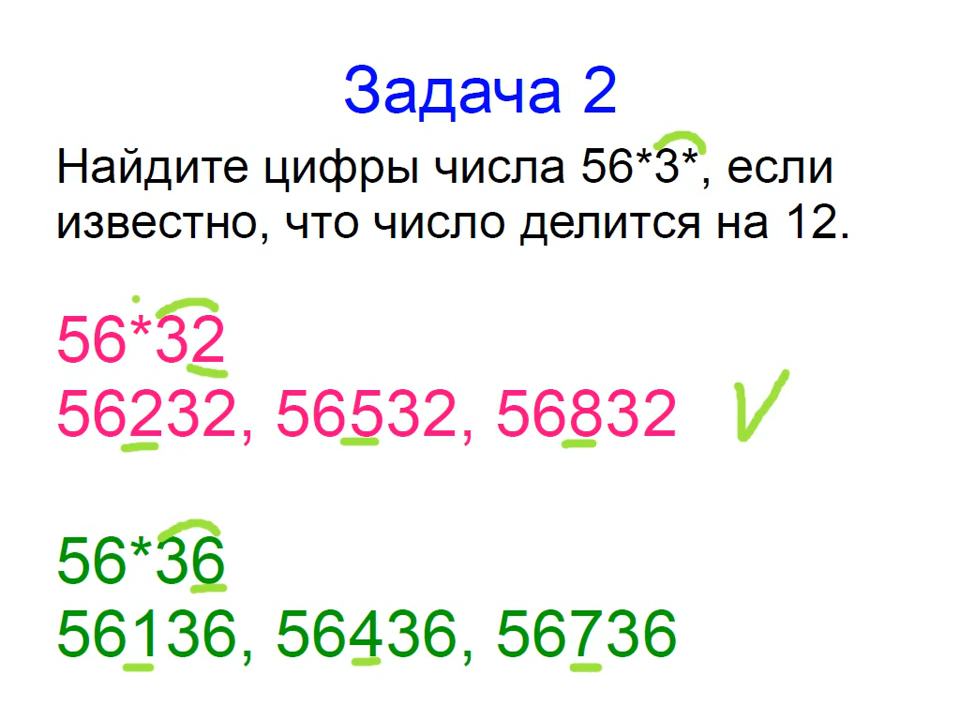 Задача 2
Найдите цифры числа 56*3*, если
известно, что число делится на 12.
56*32
56232, 56532, 56832
56*36
56136, 56436, 56736